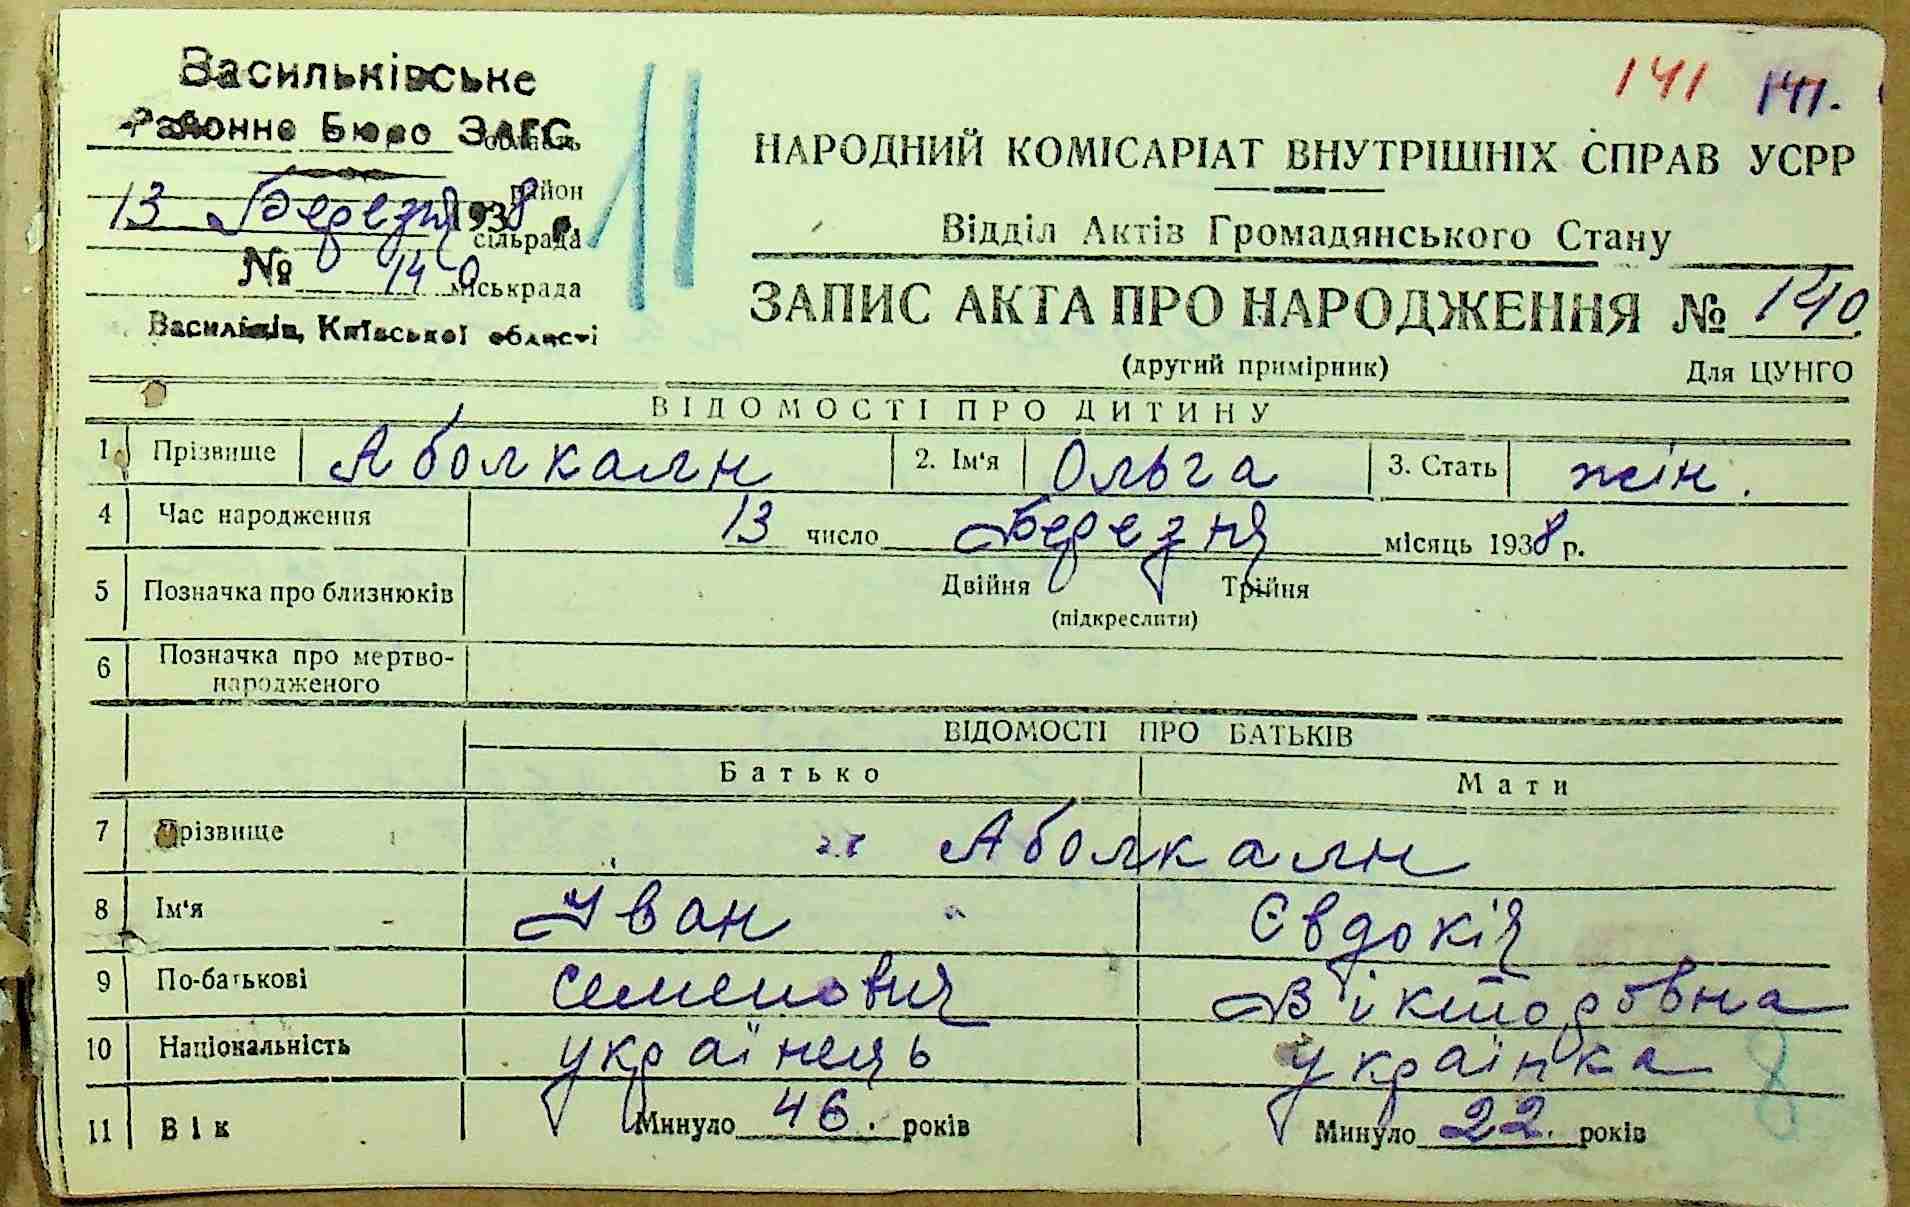 141 141.
Васильківське
Районне Бюро ЗАГС
область
район
13 Березня 1938 р.
сільрада
№ 140
міськрада
Васильків, Київської області
11
НАРОДНИЙ КОМІСАРІАТ ВНУТРІШНІХ СПРАВ УСРР
Відділ Актів Громадянського Стану
ЗАПИС АКТА ПРО НАРОДЖЕННЯ № 140.
(другий примірник) Для ЦУНГО
ВІДОМОСТІ ПРО ДИТИНУ
1. Прізвище Аболкалн 2. Ім'я Ольга 3. Стать жін.
4 Час народження 13 число Березня місяць 1938 р.
5 Позначка про близнюків Двійня Трійня
(підкреслити)
6 Позначка про мертво-
народженого
ВІДОМОСТІ ПРО БАТЬКІВ
Батько Мати
7 Прізвище Аболкалн
8 Ім'я Іван Євдокія
9 По-батькові Семенович Вікторовна
10 Національність українець українка
8
11 Вік Минуло 46. років Минуло 22. років